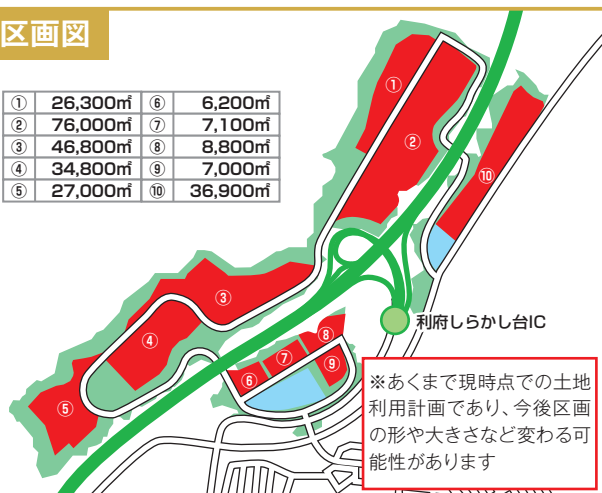 区画図
① 26,300㎡ ⑥ 6,200㎡
② 76,000㎡ ⑦ 7,100㎡
③ 46,800㎡ ⑧ 8,800㎡
④ 34,800㎡ ⑨ 7,000㎡
⑤ 27,000㎡ ⑩ 36,900㎡
①
②
⑩
③
利府しらかし台IC
④
⑧
⑦
⑨
⑥
⑤
※あくまで現時点での土地
利用計画であり、今後区画
の形や大きさなど変わる可
能性があります